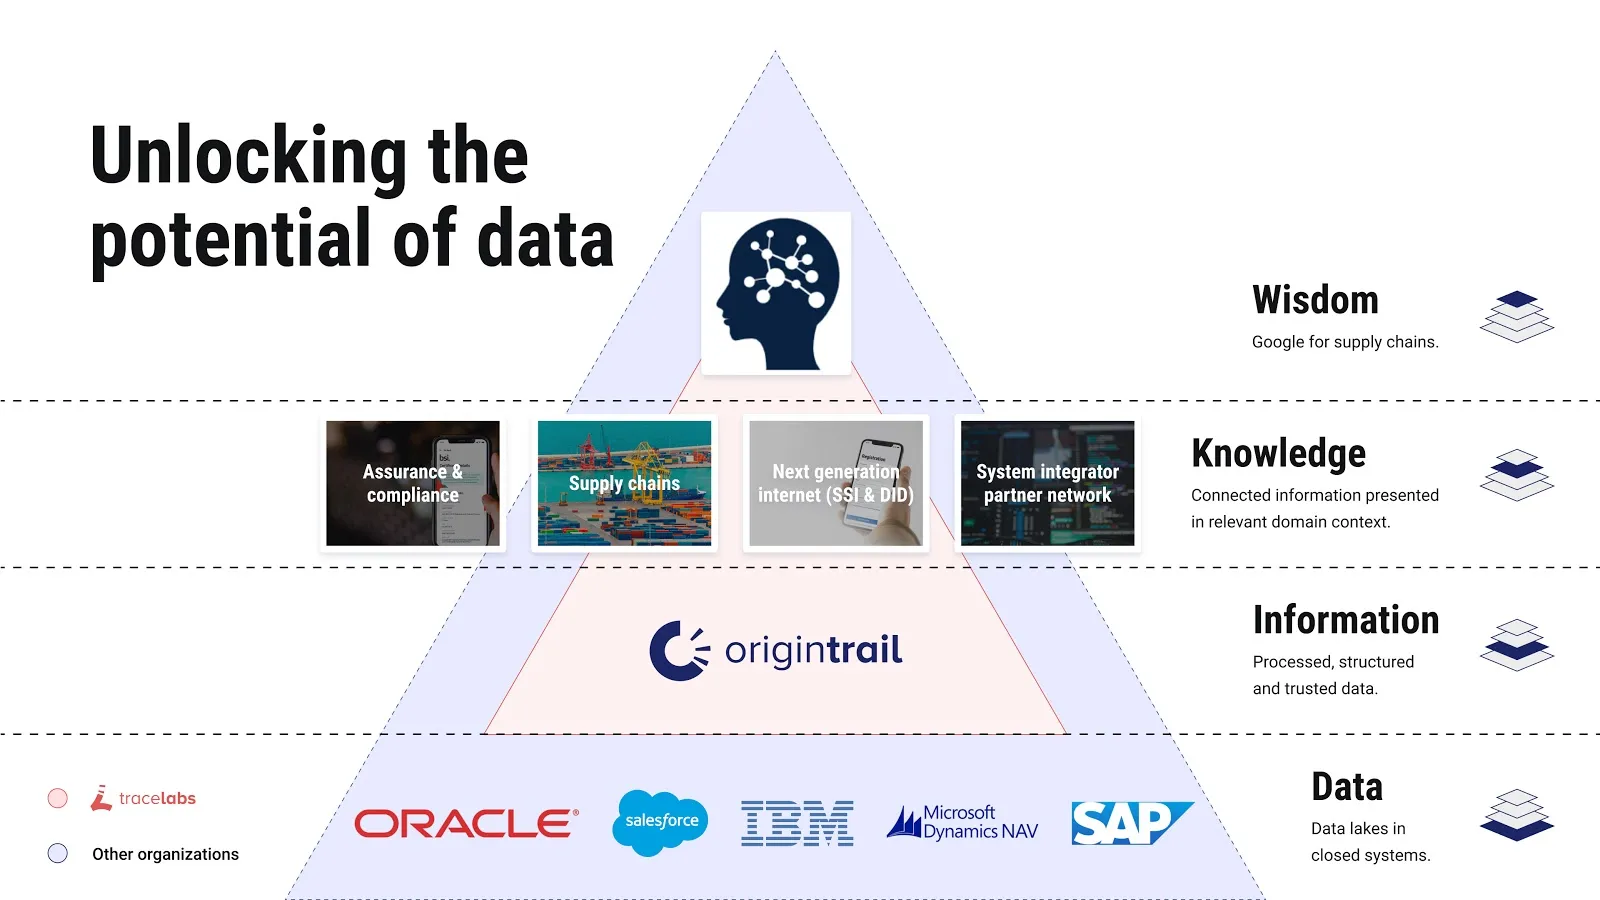 Unlocking the
potential of data
Wisdom
Google for supply chains.
Assurance &
compliance
bsi.
Supply chains
Next generation
internet (SSI & DID)
Registration
System integrator
partner network
Knowledge
Connected information presented
in relevant domain context.
origintrail
Information
Processed, structured
and trusted data.
tracelabs
Other organizations
ORACLE®
salesforce
IBM
Microsoft
Dynamics NAV
SAP
Data
Data lakes in
closed systems.